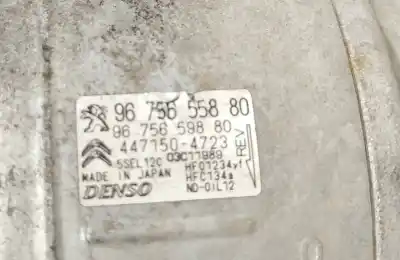 96 756 558 80
96 756 598 80
447150-4723
REV
5SEL12C 03C11989
HFO1234yf
MADE IN JAPAN
HFC134a
DENSO
ND-OIL12